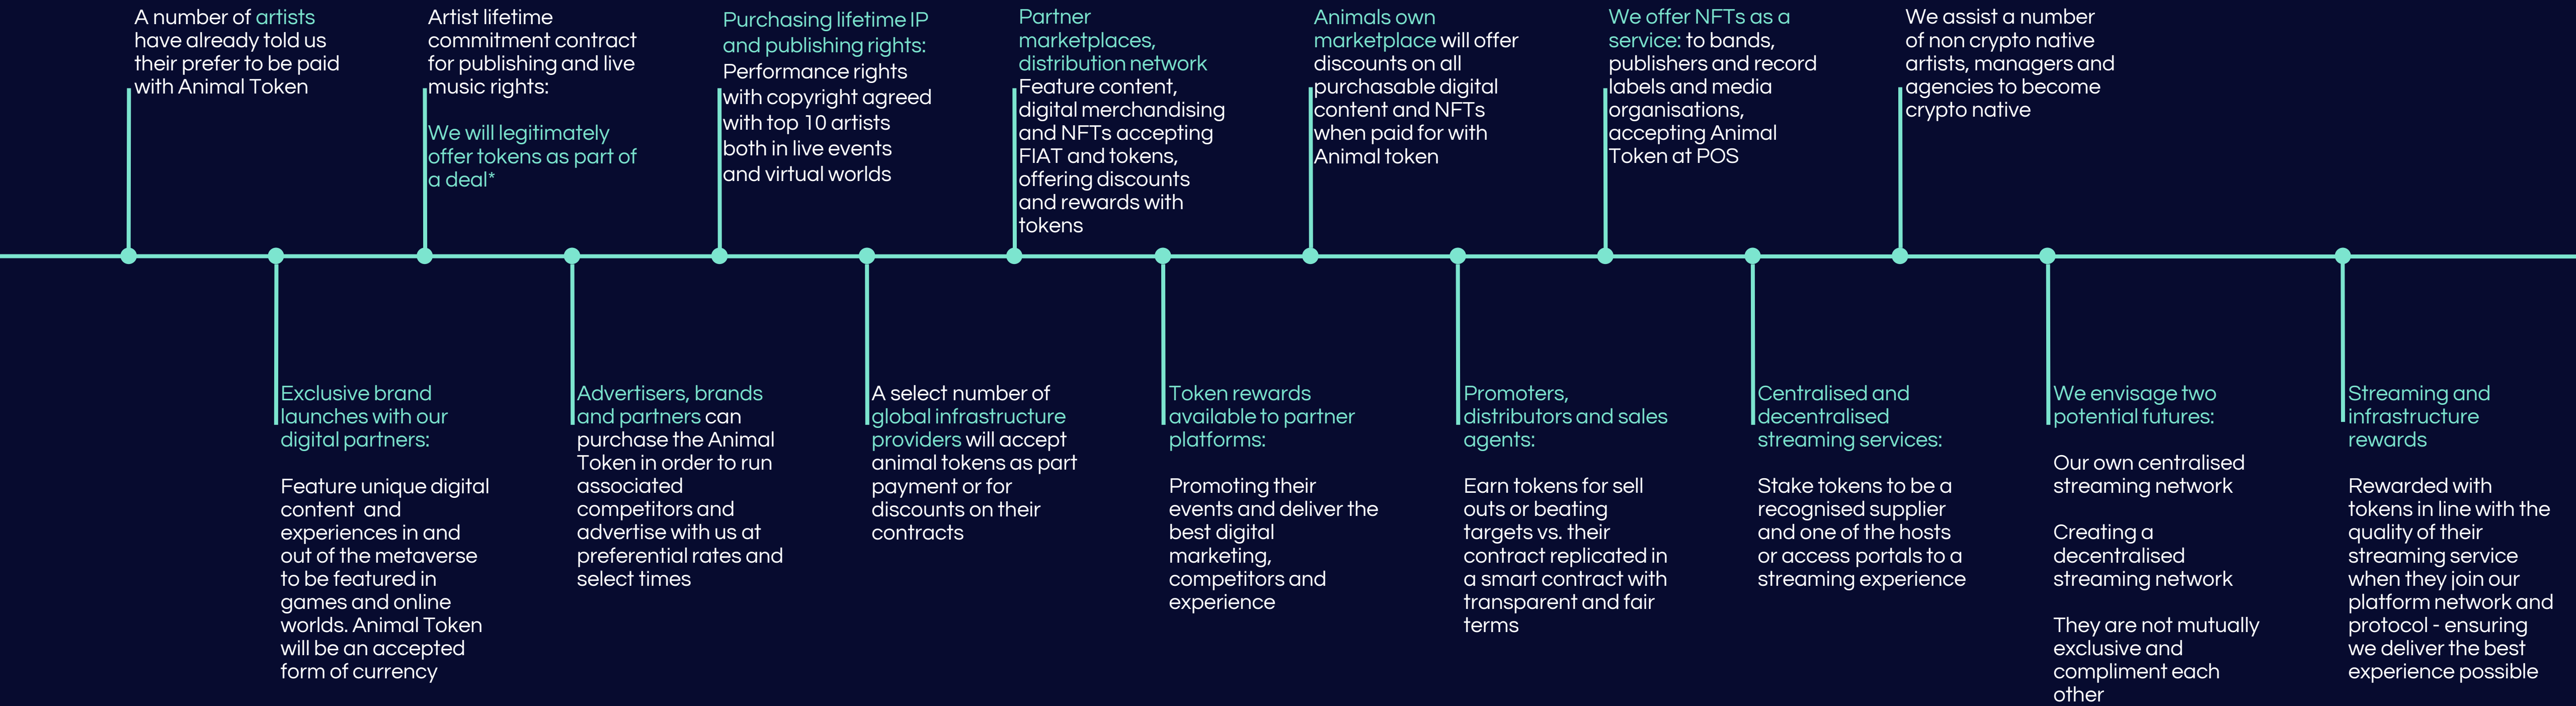 A number of artists
have already told us
their prefer to be paid
with Animal Token
Artist lifetime
commitment contract
for publishing and live
music rights:
We will legitimately
offer tokens as part of
a deal*
Purchasing lifetime IP
and publishing rights:
Performance rights
with copyright agreed
with top 10 artists
both in live events
and virtual worlds
Partner
marketplaces,
distribution network
Feature content,
digital merchandising
and NFTs accepting
FIAT and tokens,
offering discounts
and rewards with
tokens
Animals own
marketplace will offer
discounts on all
purchasable digital
content and NFTs
when paid for with
Animal token
We offer NFTs as a
service: to bands,
publishers and record
labels and media
organisations,
accepting Animal
Token at POS
We assist a number
of non crypto native
artists, managers and
agencies to become
crypto native
Exclusive brand
launches with our
digital partners:
Feature unique digital
content and
experiences in and
out of the metaverse
to be featured in
games and online
worlds. Animal Token
will be an accepted
form of currency
Advertisers, brands
and partners can
purchase the Animal
Token in order to run
associated
competitors and
advertise with us at
preferential rates and
select times
A select number of
global infrastructure
providers will accept
animal tokens as part
payment or for
discounts on their
contracts
Token rewards
available to partner
platforms:
Promoting their
events and deliver the
best digital
marketing,
competitors and
experience
Promoters,
distributors and sales
agents:
Earn tokens for sell
outs or beating
targets vs. their
contract replicated in
a smart contract with
transparent and fair
terms
Centralised and
decentralised
streaming services:
Stake tokens to be a
recognised supplier
and one of the hosts
or access portals to a
streaming experience
We envisage two
potential futures:
Our own centralised
streaming network
Creating a
decentralised
streaming network
They are not mutually
exclusive and
compliment each
other
Streaming and
infrastructure
rewards
Rewarded with
tokens in line with the
quality of their
streaming service
when they join our
platform network and
protocol - ensuring
we deliver the best
experience possible